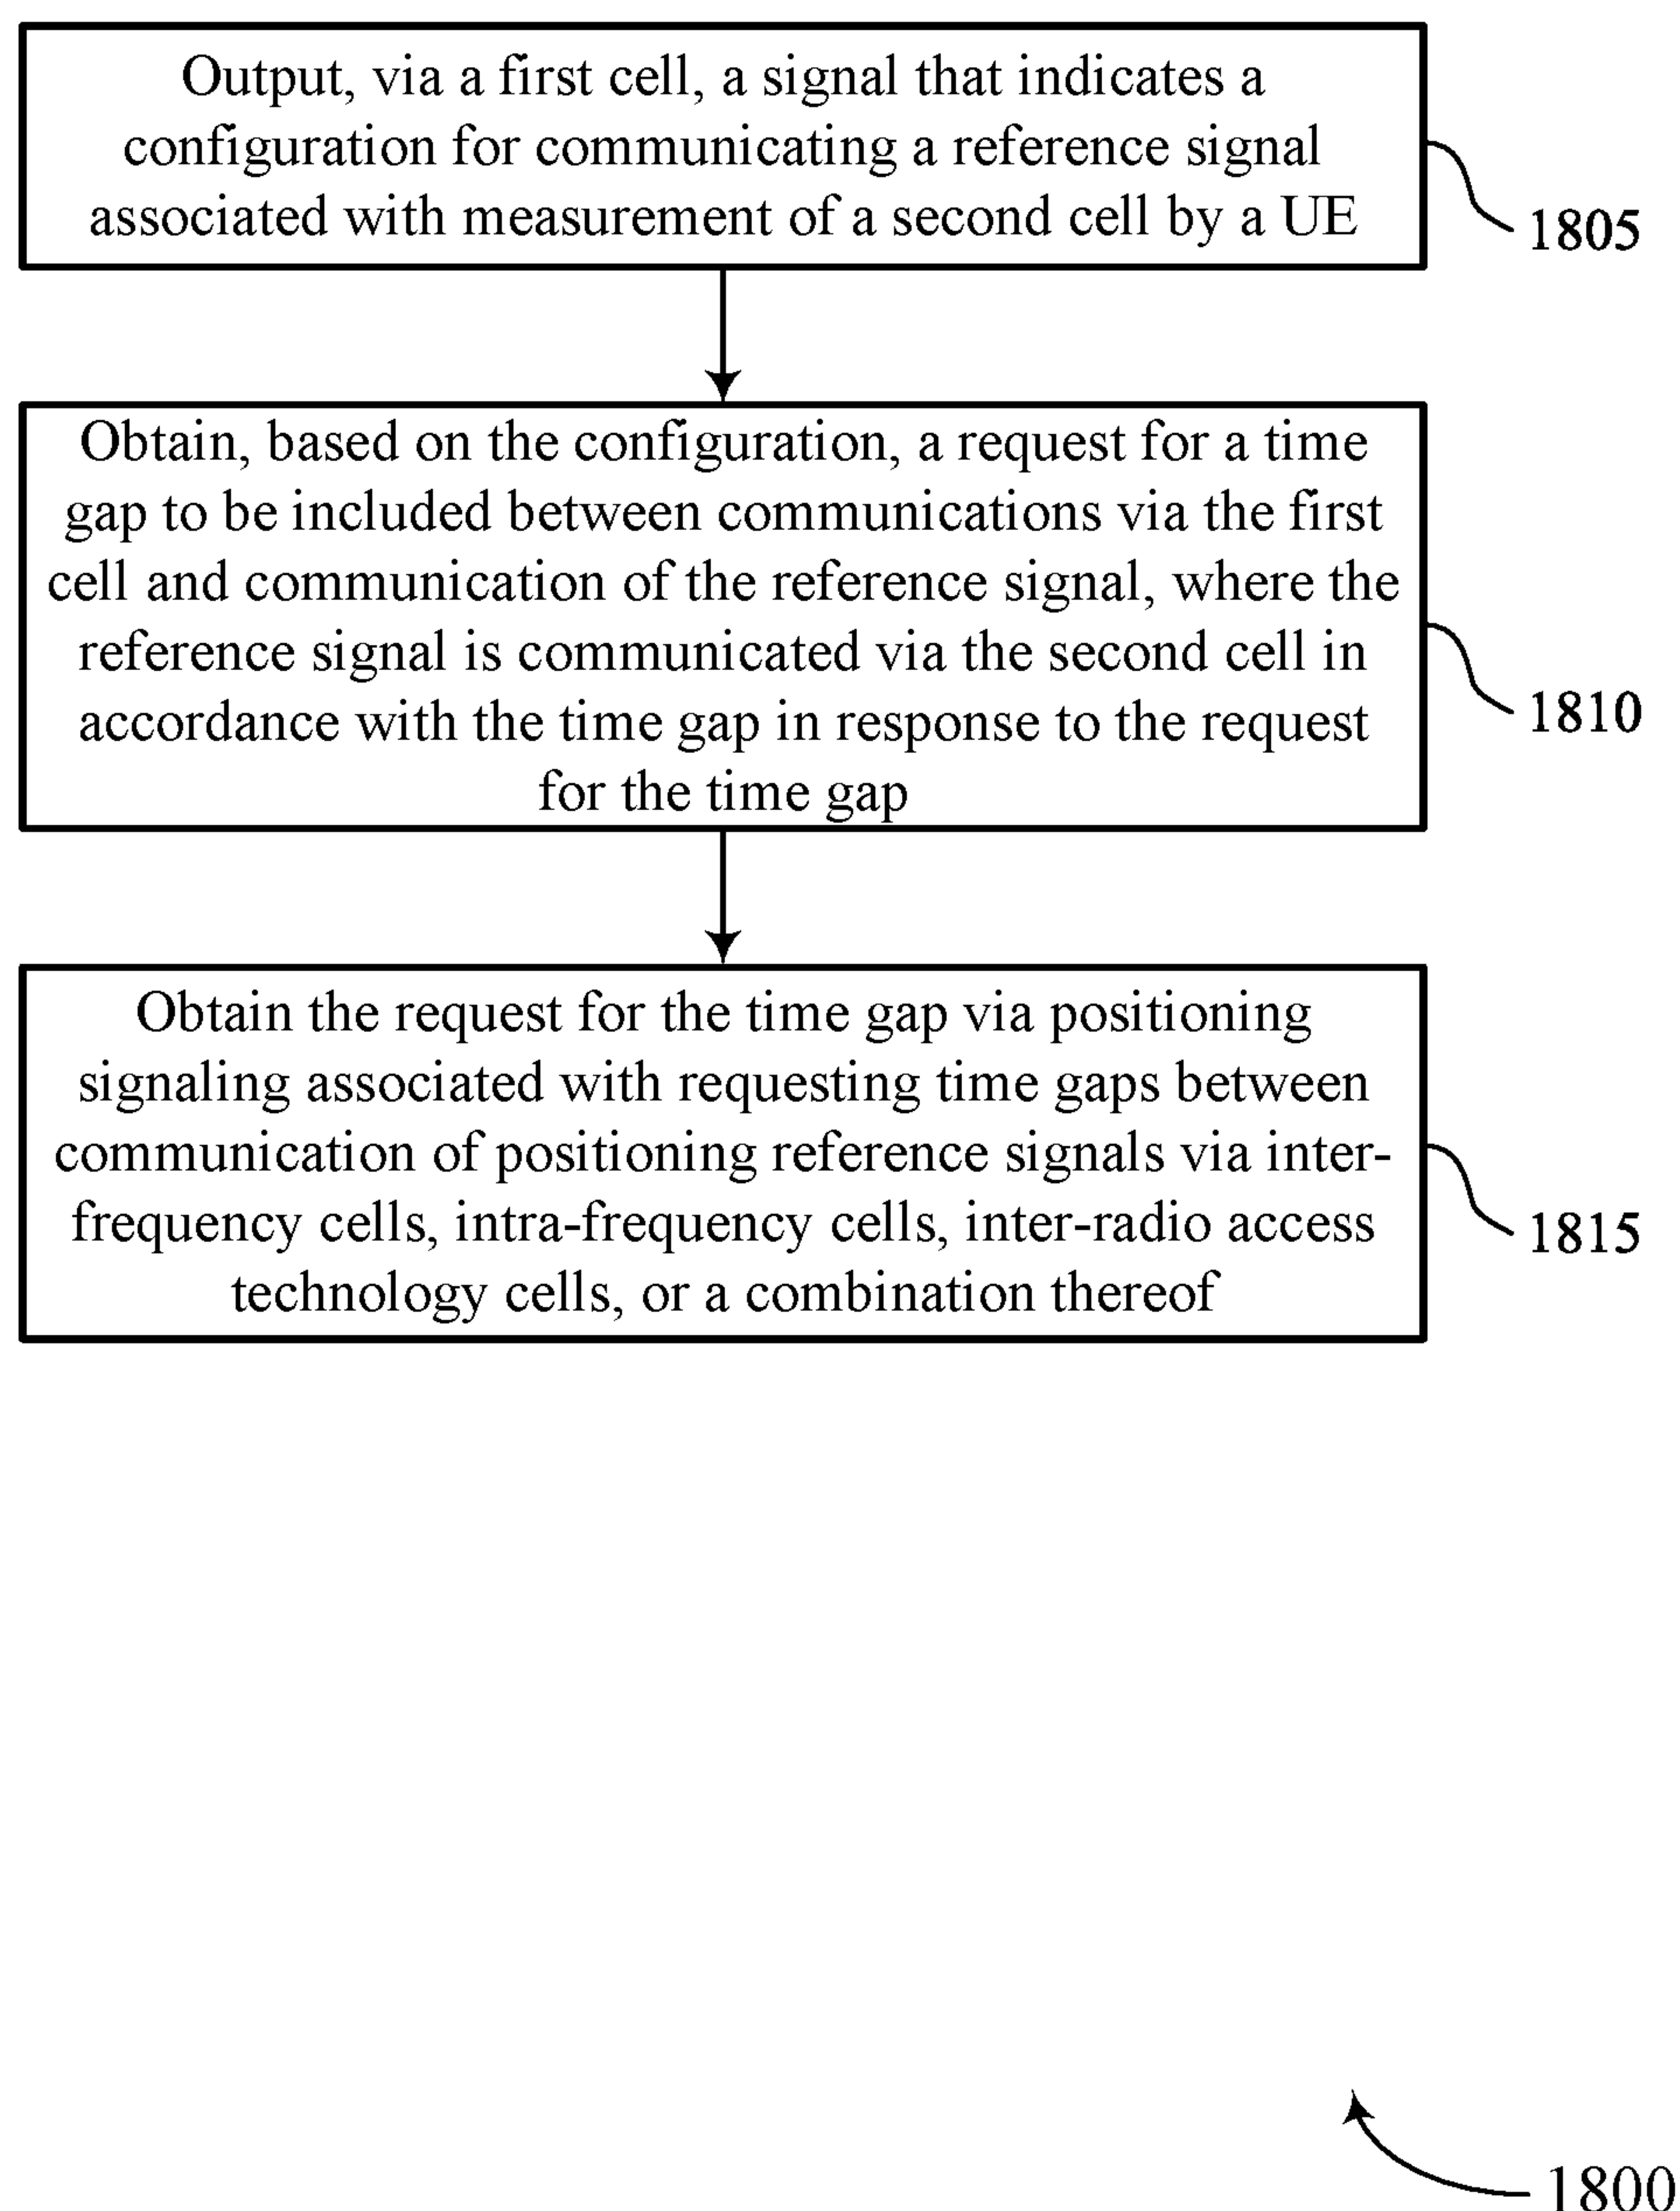 Output, via a first cell, a signal that indicates a
configuration for communicating a reference signal
associated with measurement of a second cell by a UE
1805
Obtain, based on the configuration, a request for a time
gap to be included between communications via the first
cell and communication of the reference signal, where the
reference signal is communicated via the second cell in
accordance with the time gap in response to the request
for the time gap
1810
Obtain the request for the time gap via positioning
signaling associated with requesting time gaps between
communication of positioning reference signals via inter-
frequency cells, intra-frequency cells, inter-radio access
technology cells, or a combination thereof
1815
1800